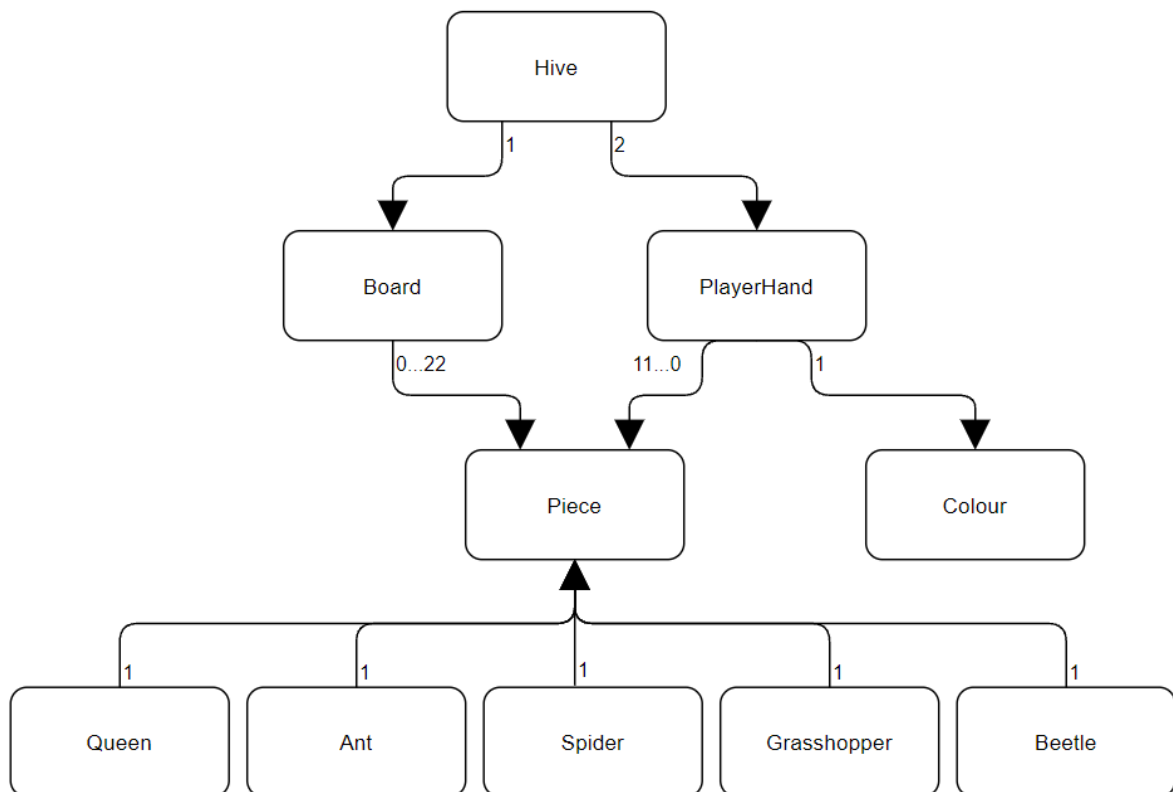 Hive
1
2
Board
PlayerHand
0...22
11...0
1
Piece
Colour
1
1
1
1
1
Queen
Ant
Spider
Grasshopper
Beetle